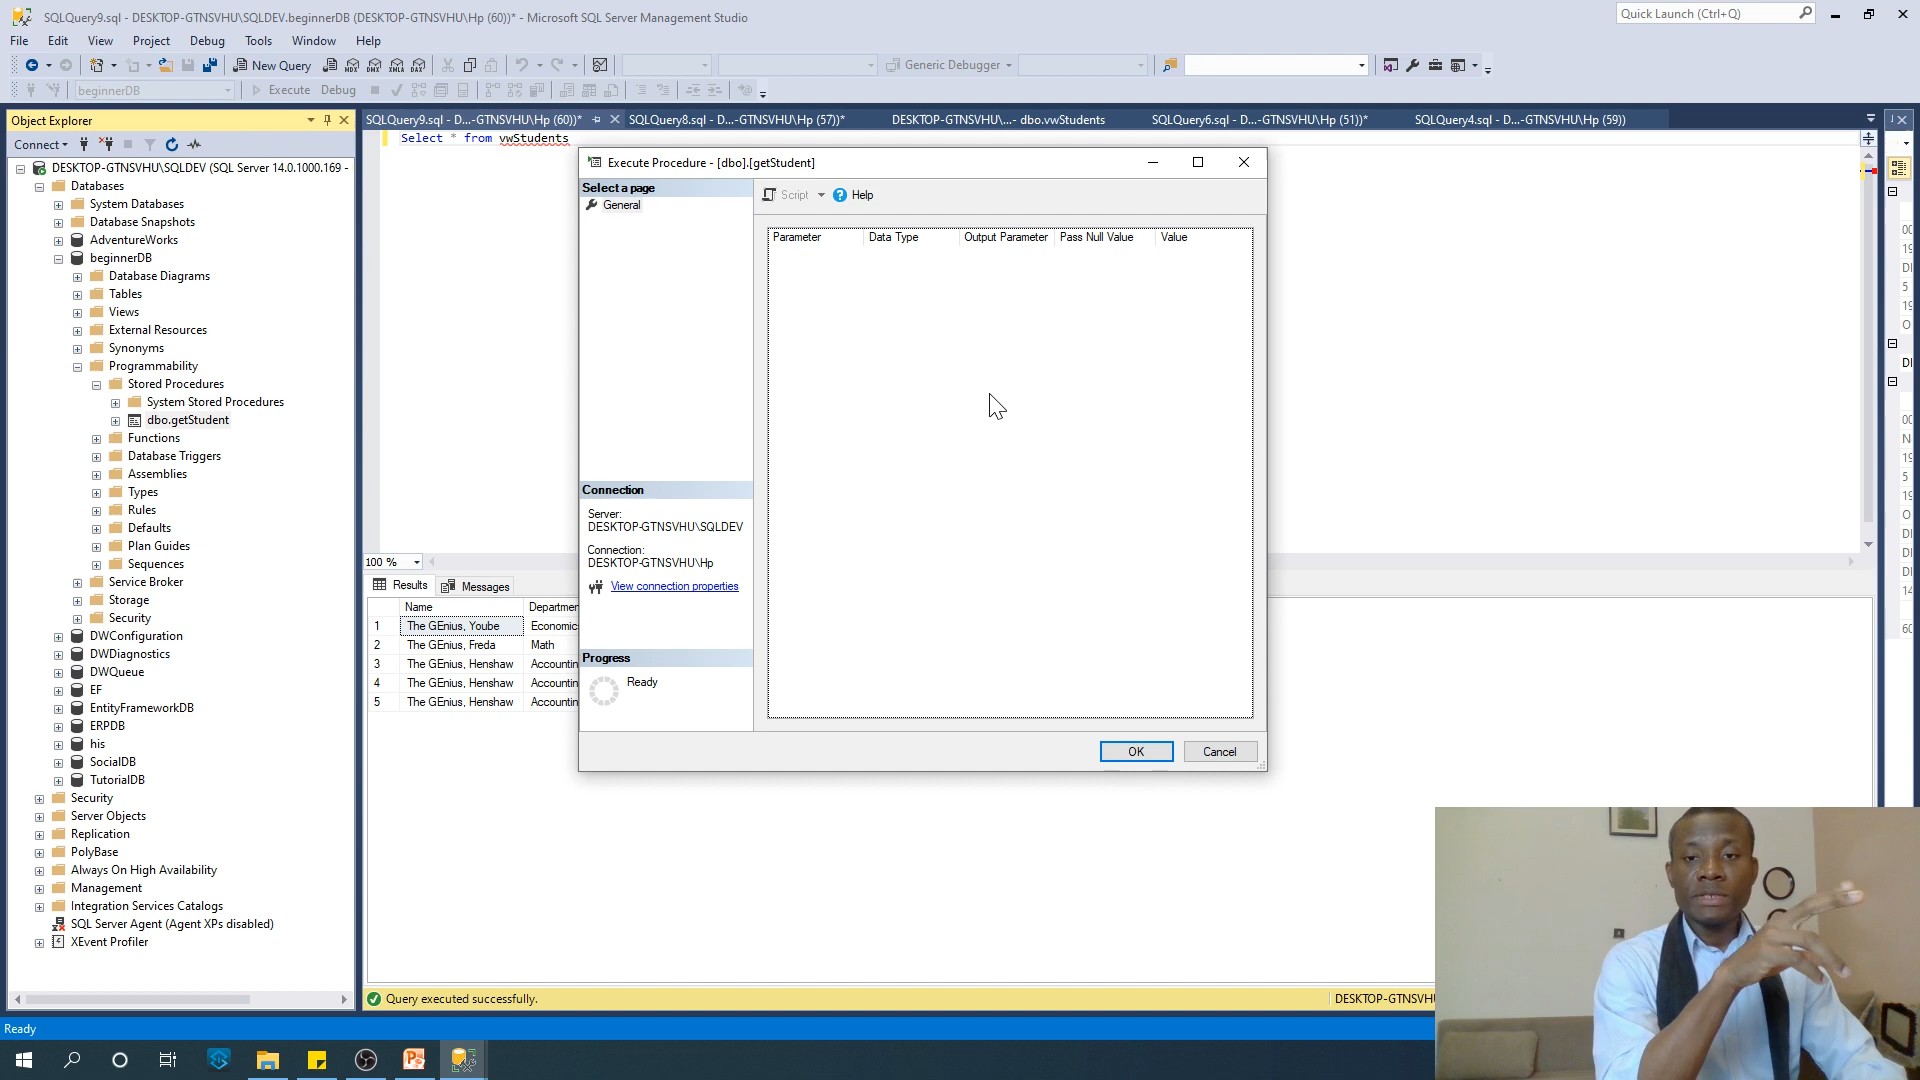 SQLQuery9.sql - DESKTOP-GTNSVHU\SQLDEV.beginnerDB (DESKTOP-GTNSVHU\Hp (60))* - Microsoft SQL Server Management Studio
Quick Launch (Ctrl+Q)
File Edit View Project Debug Tools Window Help
New Query
MDX DMX XMLA DAX
Generic Debugger
beginnerDB
Execute Debug
Object Explorer
SQLQuery9.sql - D...-GTNSVHU\Hp (60))*
SQLQuery8.sql - D...-GTNSVHU\Hp (57))*
DESKTOP-GTNSVHU\...- dbo.vwStudents
SQLQuery6.sql - D...-GTNSVHU\Hp (51))*
SQLQuery4.sql - D...-GTNSVHU\Hp (59))
Connect
Select * from vwStudents
DESKTOP-GTNSVHU\SQLDEV (SQL Server 14.0.1000.169 -
Databases
System Databases
Database Snapshots
AdventureWorks
beginnerDB
Database Diagrams
Tables
Views
External Resources
Synonyms
Programmability
Stored Procedures
System Stored Procedures
dbo.getStudent
Functions
Database Triggers
Assemblies
Types
Rules
Defaults
Plan Guides
Sequences
Service Broker
Storage
Security
DWConfiguration
DWDiagnostics
DWQueue
EF
EntityFrameworkDB
ERPDB
his
SocialDB
TutorialDB
Security
Server Objects
Replication
PolyBase
Always On High Availability
Management
Integration Services Catalogs
SQL Server Agent (Agent XPs disabled)
XEvent Profiler
Execute Procedure - [dbo].[getStudent]
Select a page
General
Script Help
Parameter Data Type Output Parameter Pass Null Value Value
Connection
Server:
DESKTOP-GTNSVHU\SQLDEV
Connection:
DESKTOP-GTNSVHU\Hp
View connection properties
Progress
Ready
OK Cancel
100 %
Results Messages
Name Departmen
1 The GEnius, Yoube Economics
2 The GEnius, Freda Math
3 The GEnius, Henshaw Accountin
4 The GEnius, Henshaw Accountin
5 The GEnius, Henshaw Accountin
Query executed successfully.
DESKTOP-GTNSVHU
Ready